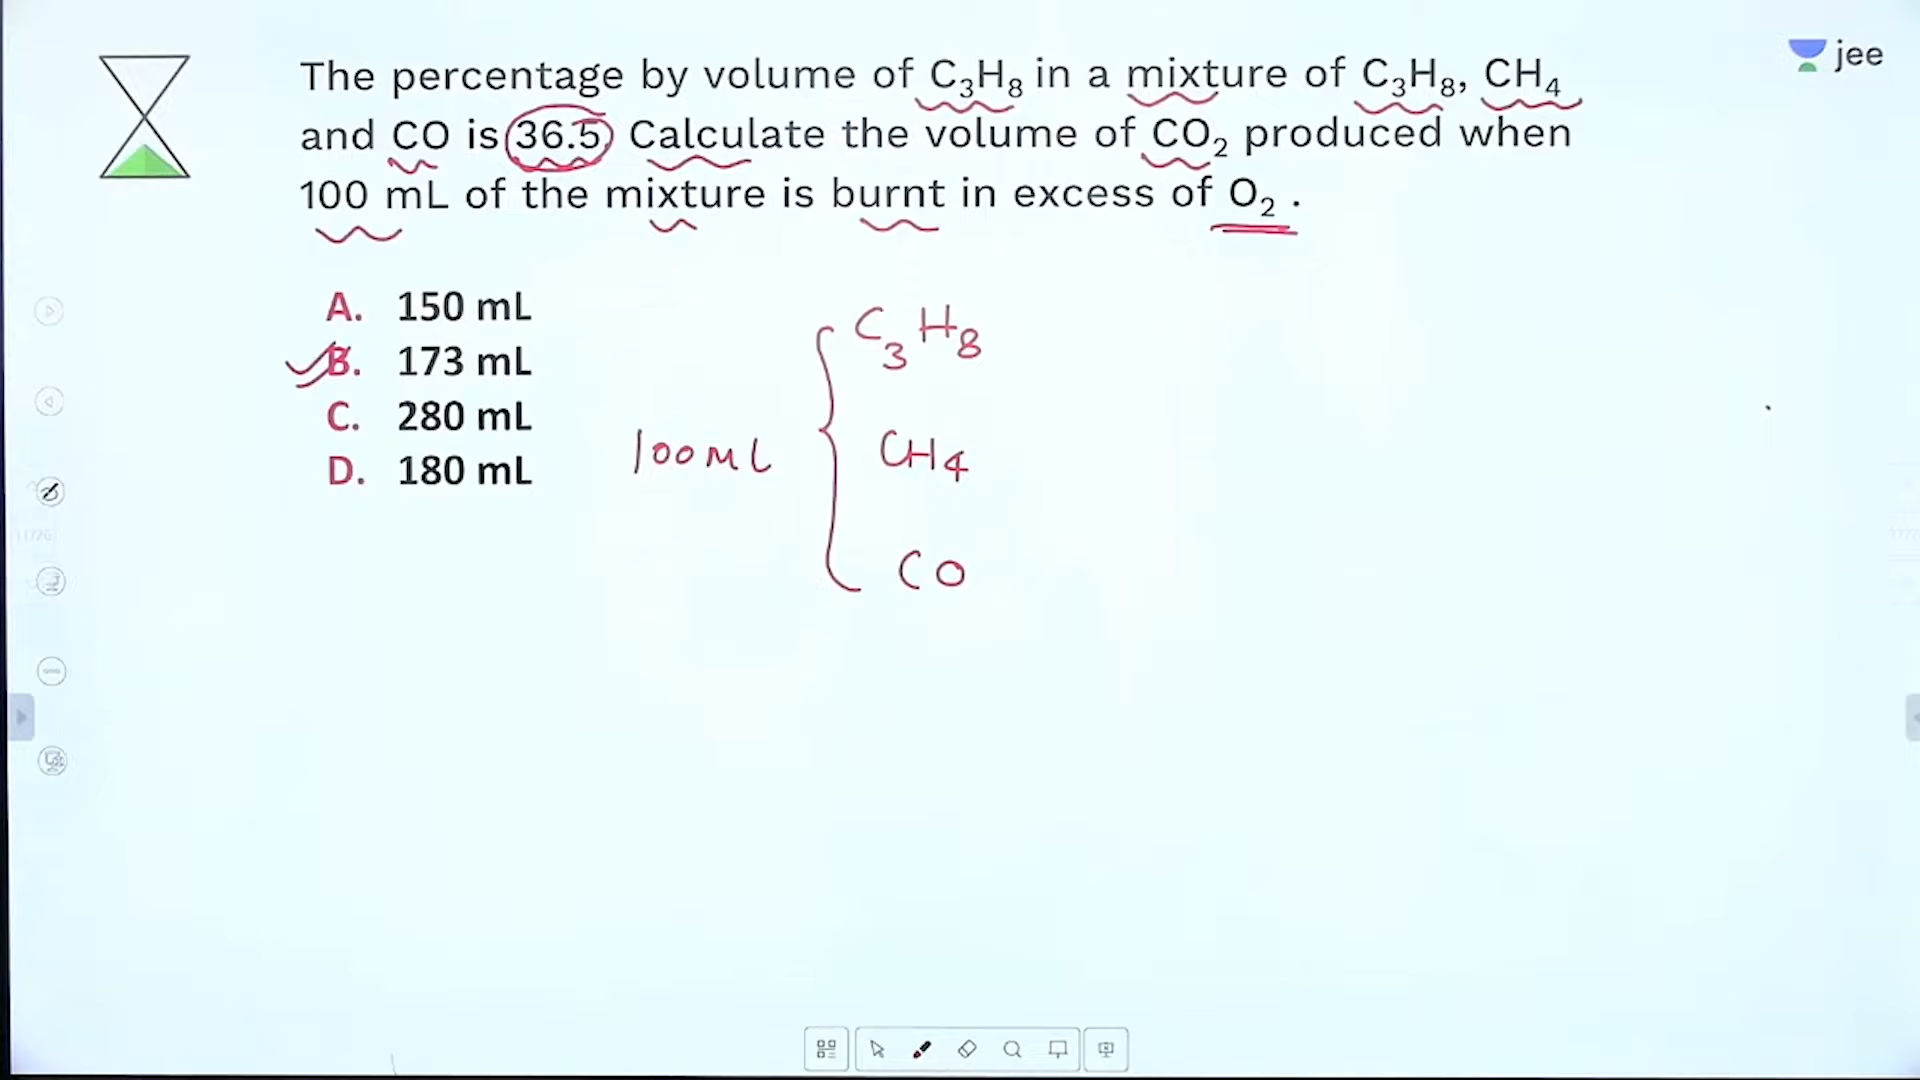 jee
The percentage by volume of C₃H₈ in a mixture of C₃H₈, CH₄
and CO is 36.5. Calculate the volume of CO₂ produced when
100 mL of the mixture is burnt in excess of O₂ .
A. 150 mL
B. 173 mL
C. 280 mL
D. 180 mL
C₃H₈
100ML
CH₄
CO